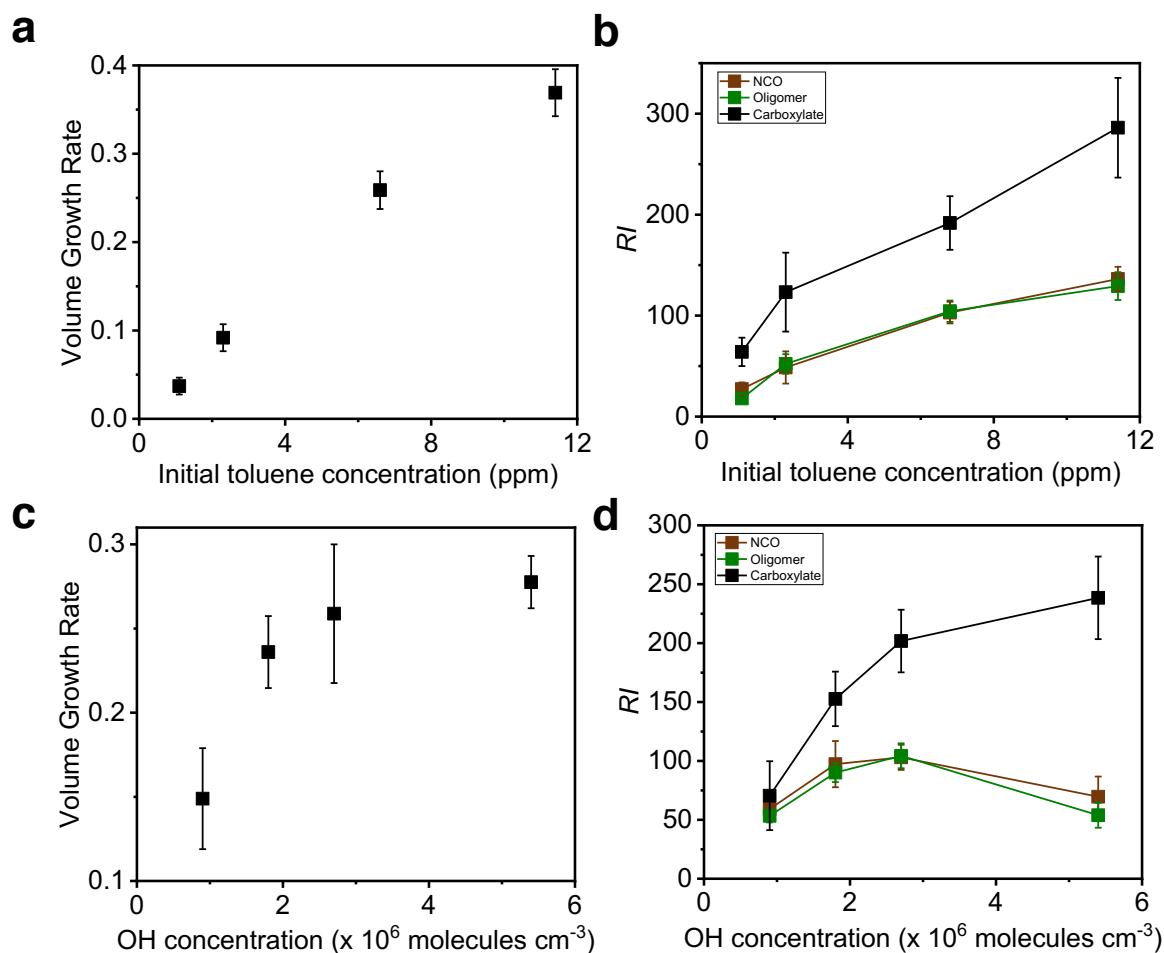 a
Volume Growth Rate
0.4
0.3
0.2
0.1
0.0
0
4
8
12
Initial toluene concentration (ppm)
b
NCO
Oligomer
Carboxylate
RI
300
200
100
0
0
4
8
12
Initial toluene concentration (ppm)
c
Volume Growth Rate
0.3
0.2
0.1
0
2
4
6
OH concentration (x 10⁶ molecules cm⁻³)
d
NCO
Oligomer
Carboxylate
RI
300
250
200
150
100
50
0
0
2
4
6
OH concentration (x 10⁶ molecules cm⁻³)